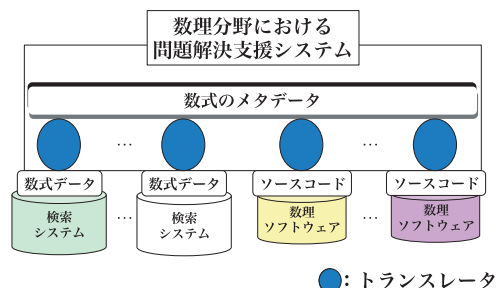 数理分野における
問題解決支援システム
数式のメタデータ
… …
数式データ 数式データ ソースコード ソースコード
検索
システム
…
検索
システム
数理
ソフトウェア
…
数理
ソフトウェア
：トランスレータ